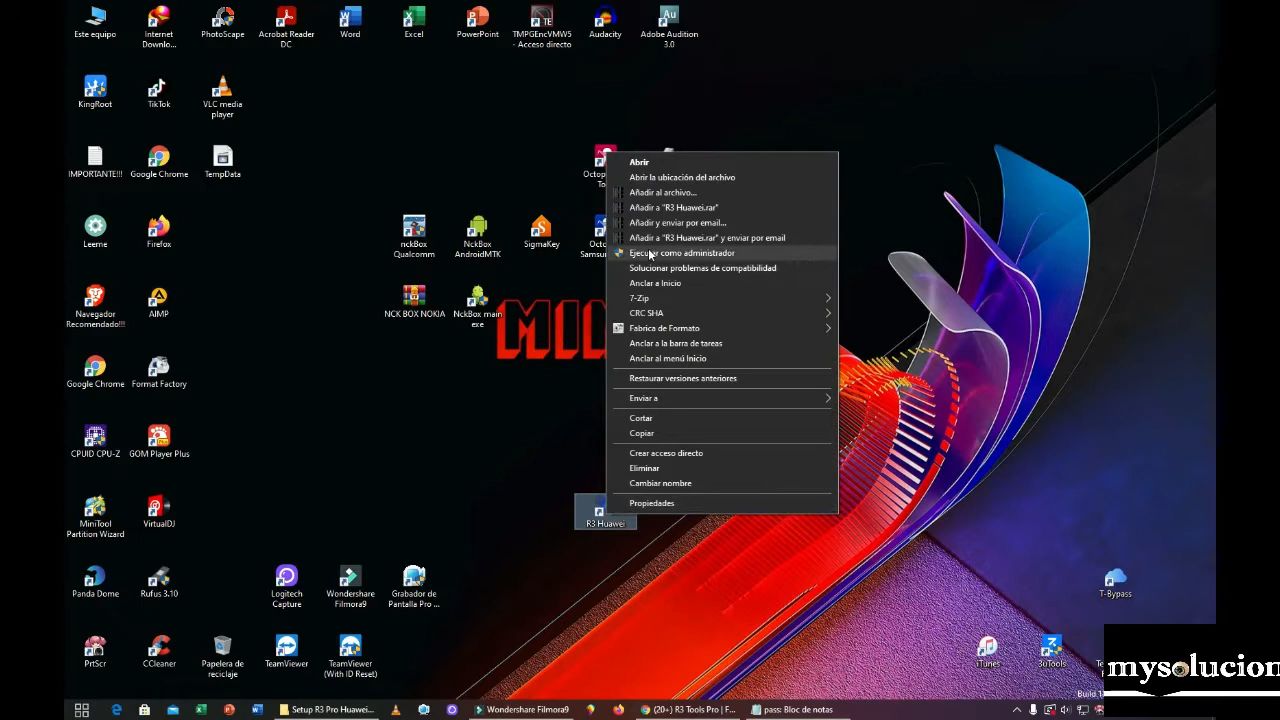 Este equipo
Internet
Downlo...
PhotoScape
Acrobat Reader
DC
Word
Excel
PowerPoint
TMPGEncVMW5
- Acceso directo
Audacity
Adobe Audition
3.0
KingRoot
TikTok
VLC media
player
IMPORTANTE!!!
Google Chrome
TempData
Leeme
Firefox
nckBox
Qualcomm
NckBox
AndroidMTK
SigmaKey
Navegador
Recomendado!!!
AIMP
NCK BOX NOKIA
NckBox main
exe
Google Chrome
Format Factory
CPUID CPU-Z
GOM Player Plus
MiniTool
Partition Wizard
VirtualDJ
R3 Huawei
Panda Dome
Rufus 3.10
Logitech
Capture
Wondershare
Filmora9
Grabador de
Pantalla Pro ...
T-Bypass
PrtScr
CCleaner
Papelera de
reciclaje
TeamViewer
TeamViewer
(With ID Reset)
iTunes
3uTools
Abrir
Abrir la ubicación del archivo
Añadir al archivo...
Añadir a "R3 Huawei.rar"
Añadir y enviar por email...
Añadir a "R3 Huawei.rar" y enviar por email
Ejecutar como administrador
Solucionar problemas de compatibilidad
Anclar a Inicio
7-Zip
CRC SHA
Fabrica de Formato
Anclar a la barra de tareas
Anclar al menú Inicio
Restaurar versiones anteriores
Enviar a
Cortar
Copiar
Crear acceso directo
Eliminar
Cambiar nombre
Propiedades
mysolucion
Setup R3 Pro Huawei...
Wondershare Filmora9
(20+) R3 Tools Pro | F...
pass: Bloc de notas